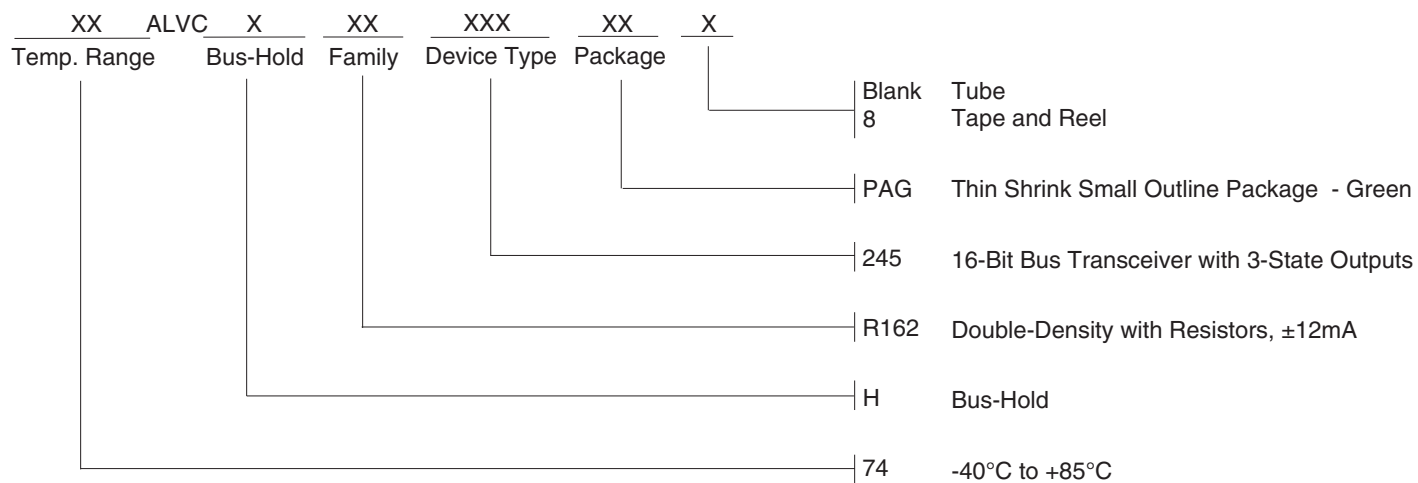 XX ALVC X XX XXX XX X
Temp. Range Bus-Hold Family Device Type Package
Blank Tube
8 Tape and Reel
PAG Thin Shrink Small Outline Package - Green
245 16-Bit Bus Transceiver with 3-State Outputs
R162 Double-Density with Resistors, ±12mA
H Bus-Hold
74 -40°C to +85°C